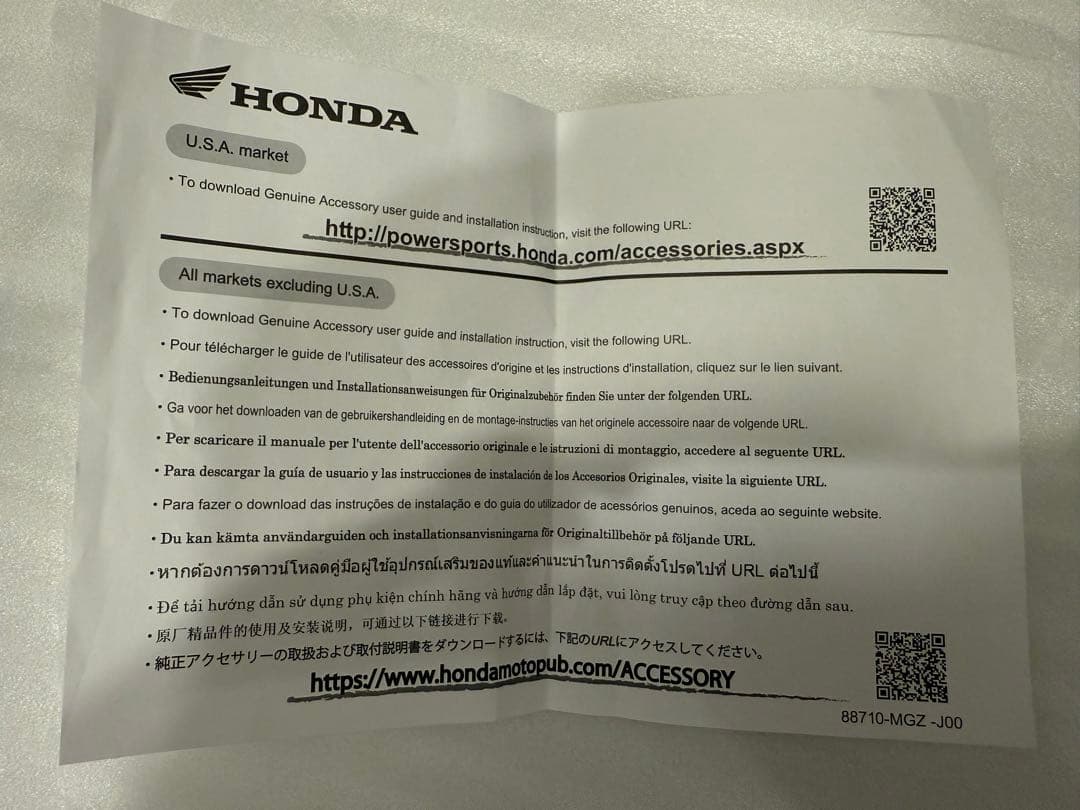 HONDA
U.S.A. market
・To download Genuine Accessory user guide and installation instruction, visit the following URL:
http://powersports.honda.com/accessories.aspx
All markets excluding U.S.A.
・To download Genuine Accessory user guide and installation instruction, visit the following URL.
・Pour télécharger le guide de l'utilisateur des accessoires d'origine et les instructions d'installation, cliquez sur le lien suivant.
・Bedienungsanleitungen und Installationsanweisungen für Originalzubehör finden Sie unter der folgenden URL.
・Ga voor het downloaden van de gebruikershandleiding en de montage-instructies van het originele accessoire naar de volgende URL.
・Per scaricare il manuale per l'utente dell'accessorio originale e le istruzioni di montaggio, accedere al seguente URL.
・Para descargar la guía de usuario y las instrucciones de instalación de los Accesorios Originales, visite la siguiente URL.
・Para fazer o download das instruções de instalação e do guia do utilizador de acessórios genuinos, aceda ao seguinte website.
・Du kan kämta användarguiden och installationsanvisningarna för Originaltillbehör på följande URL.
・หากต้องการดาวน์โหลดคู่มือผู้ใช้อุปกรณ์เสริมของแท้และคำแนะนำในการติดตั้งโปรดไปที่ URL ต่อไปนี้
・Để tải hướng dẫn sử dụng phụ kiện chính hãng và hướng dẫn lắp đặt, vui lòng truy cập theo đường dẫn sau.
・原厂精品件的使用及安装说明，可通过以下链接进行下载。
・純正アクセサリーの取扱および取付説明書をダウンロードするには、下記のURLにアクセスしてください。
https://www.hondamotopub.com/ACCESSORY
88710-MGZ -J00